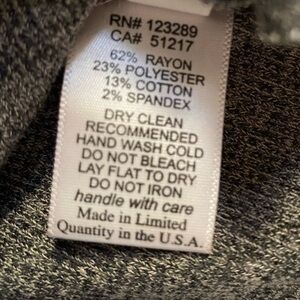 RN# 123289
CA# 51217
62% RAYON
23% POLYESTER
13% COTTON
2% SPANDEX
DRY CLEAN
RECOMMENDED
HAND WASH COLD
DO NOT BLEACH
LAY FLAT TO DRY
DO NOT IRON
handle with care
Made in Limited
Quantity in the U.S.A.